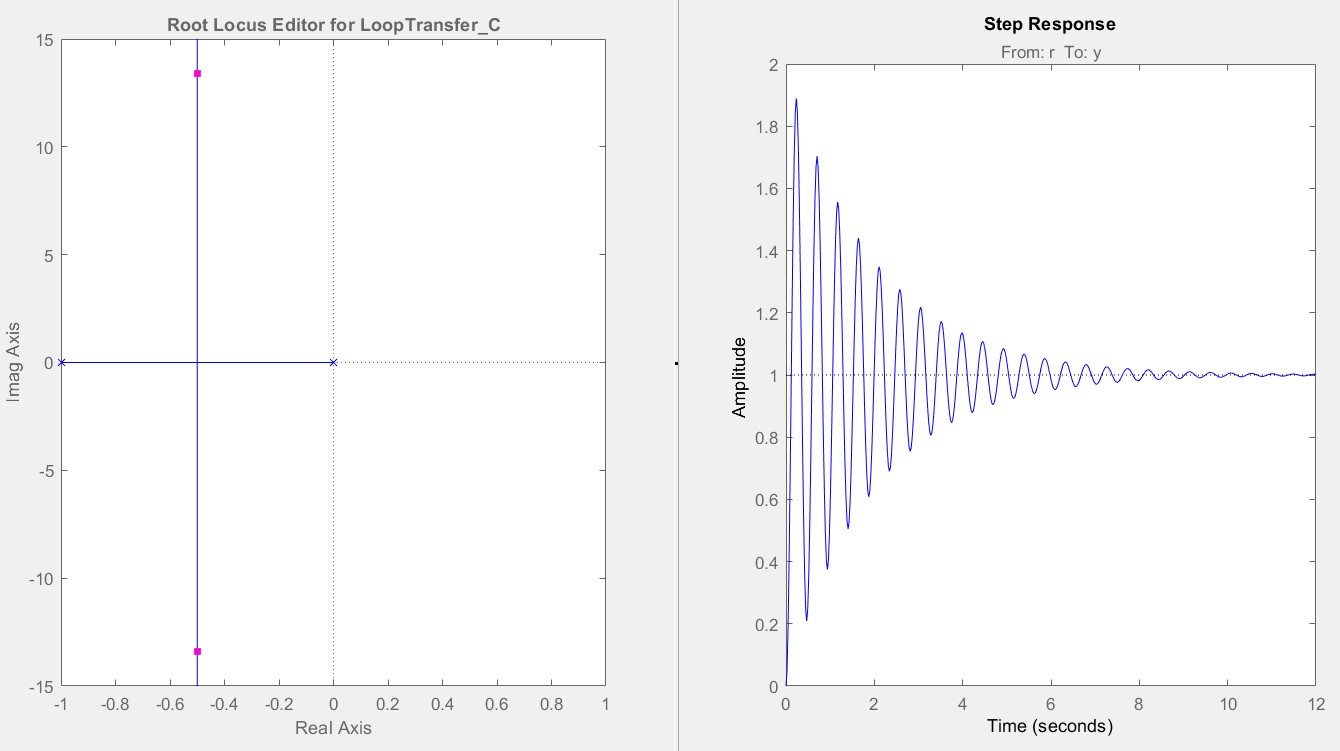 Root Locus Editor for LoopTransfer_C
15
10
5
0
-5
-10
-15
Imag Axis
-1 -0.8 -0.6 -0.4 -0.2 0 0.2 0.4 0.6 0.8 1
Real Axis
Step Response
From: r To: y
2
1.8
1.6
1.4
1.2
1
0.8
0.6
0.4
0.2
0
Amplitude
0 2 4 6 8 10 12
Time (seconds)